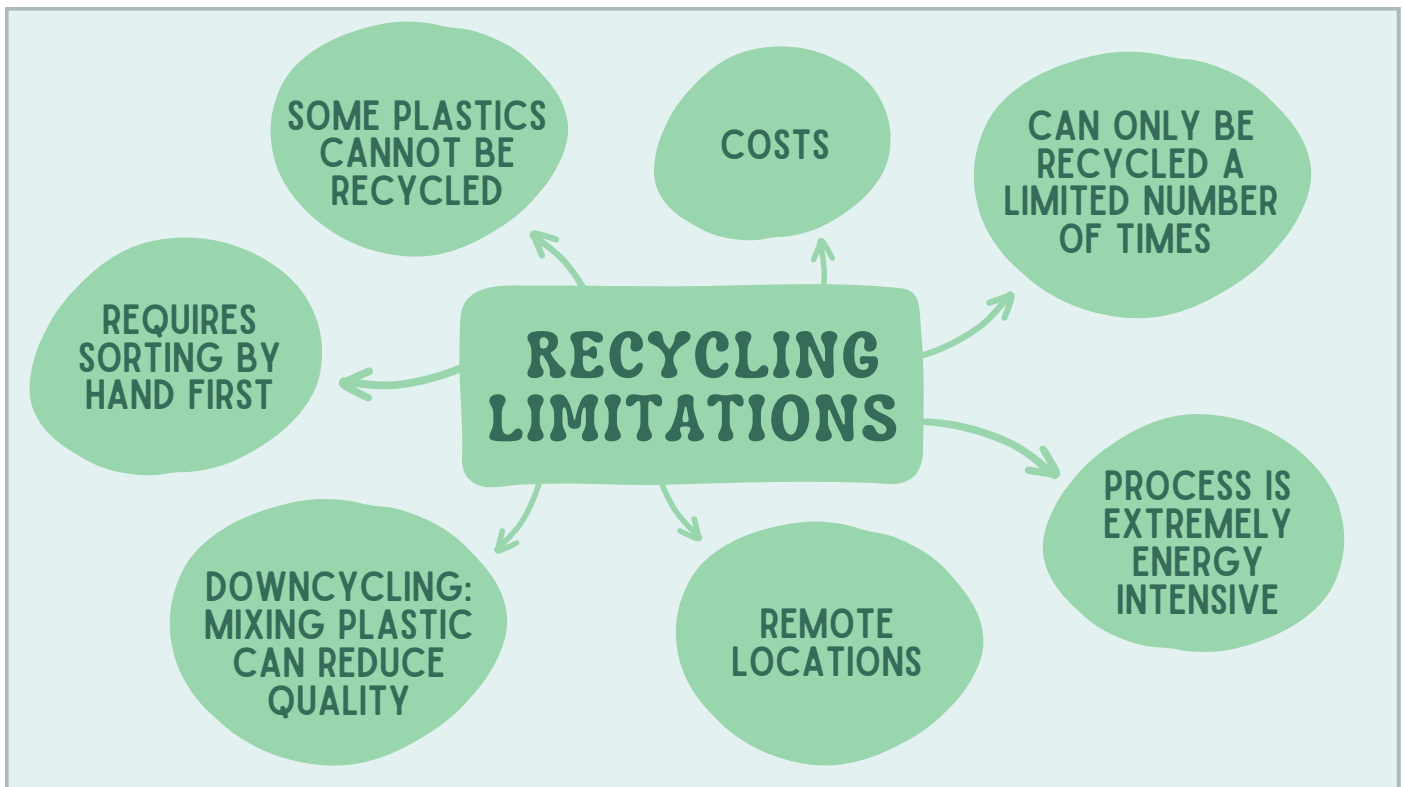 SOME PLASTICS
CANNOT BE
RECYCLED
COSTS
CAN ONLY BE
RECYCLED A
LIMITED NUMBER
OF TIMES
REQUIRES
SORTING BY
HAND FIRST
RECYCLING
LIMITATIONS
PROCESS IS
EXTREMELY
ENERGY
INTENSIVE
DOWNCYCLING:
MIXING PLASTIC
CAN REDUCE
QUALITY
REMOTE
LOCATIONS